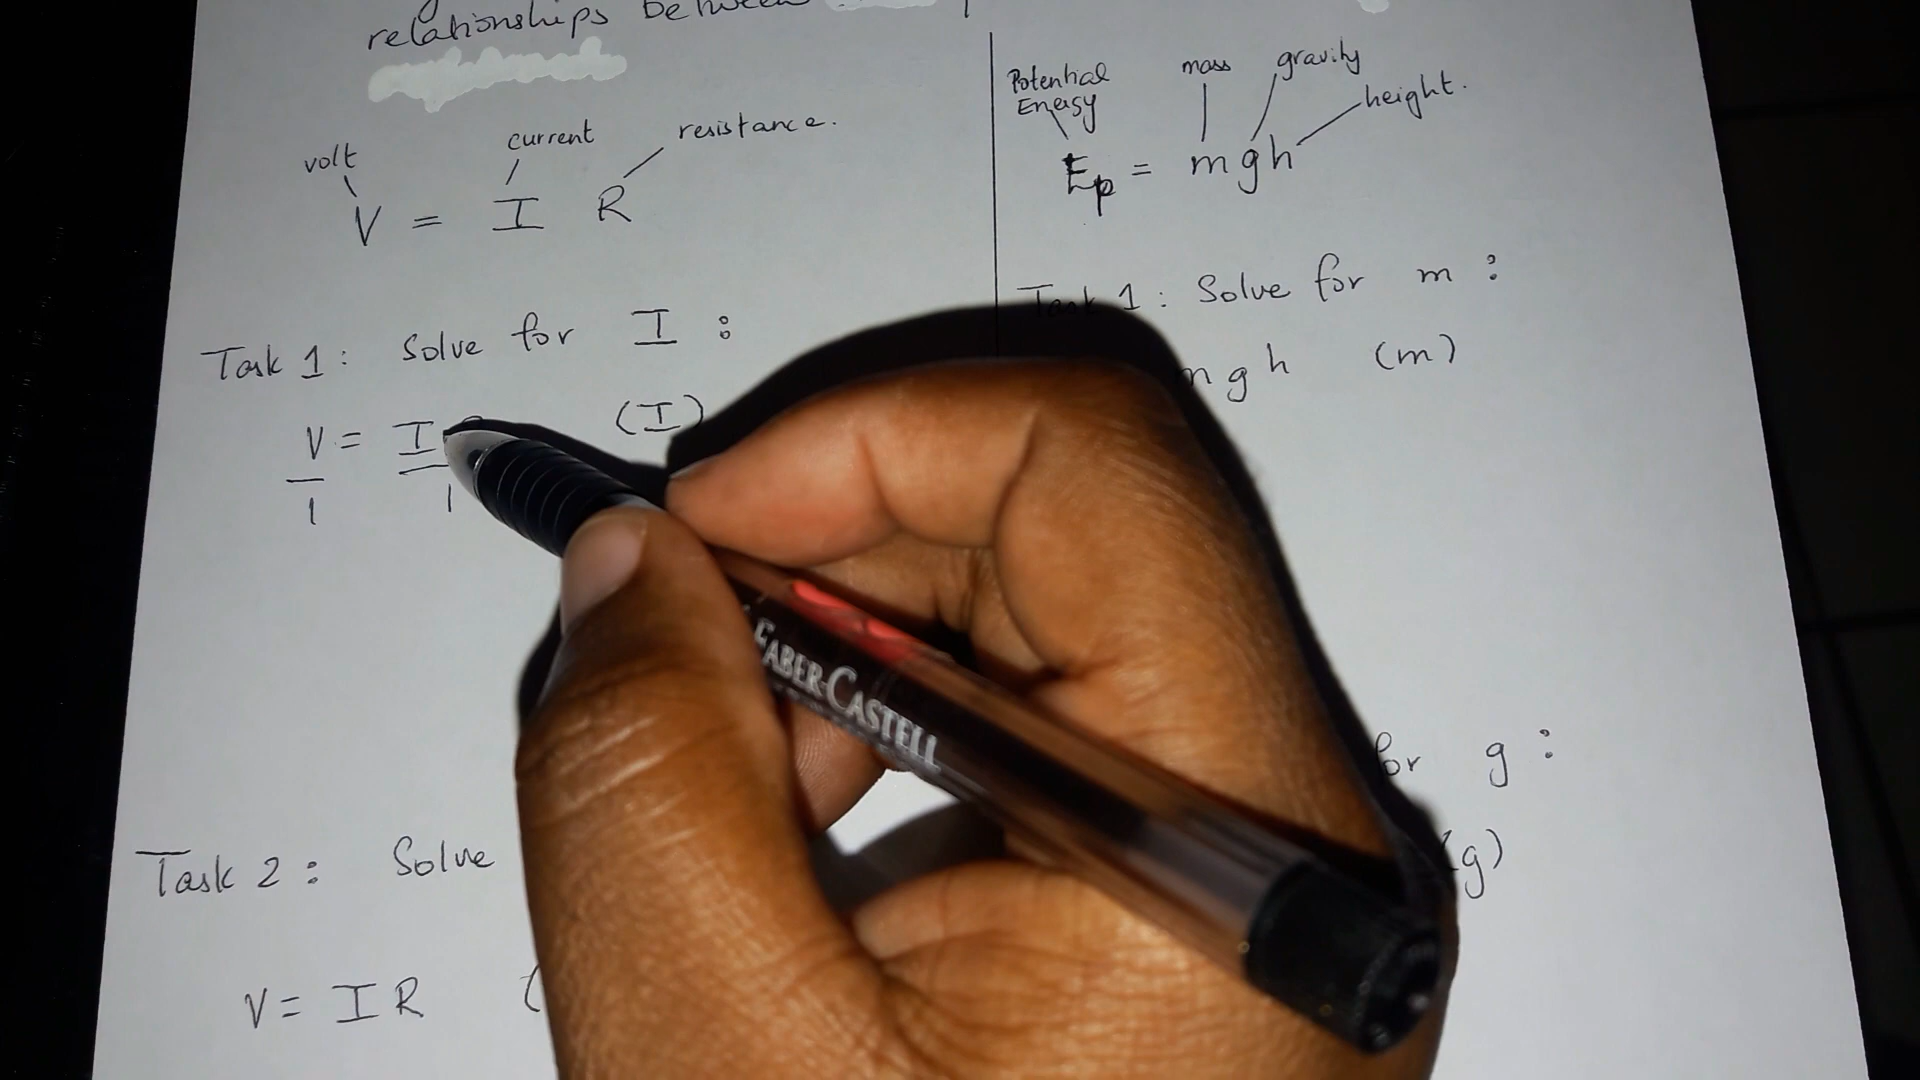 relationships between
volt
current
resistance.
V = I R
Task 1: Solve for I :
V = I (I)
1 1
Task 2 : Solve
V = I R (
Potential
Energy
mass
gravity
height.
Ep = mgh
Task 1: Solve for m :
mgh (m)
for g :
(g)
FABER-CASTELL